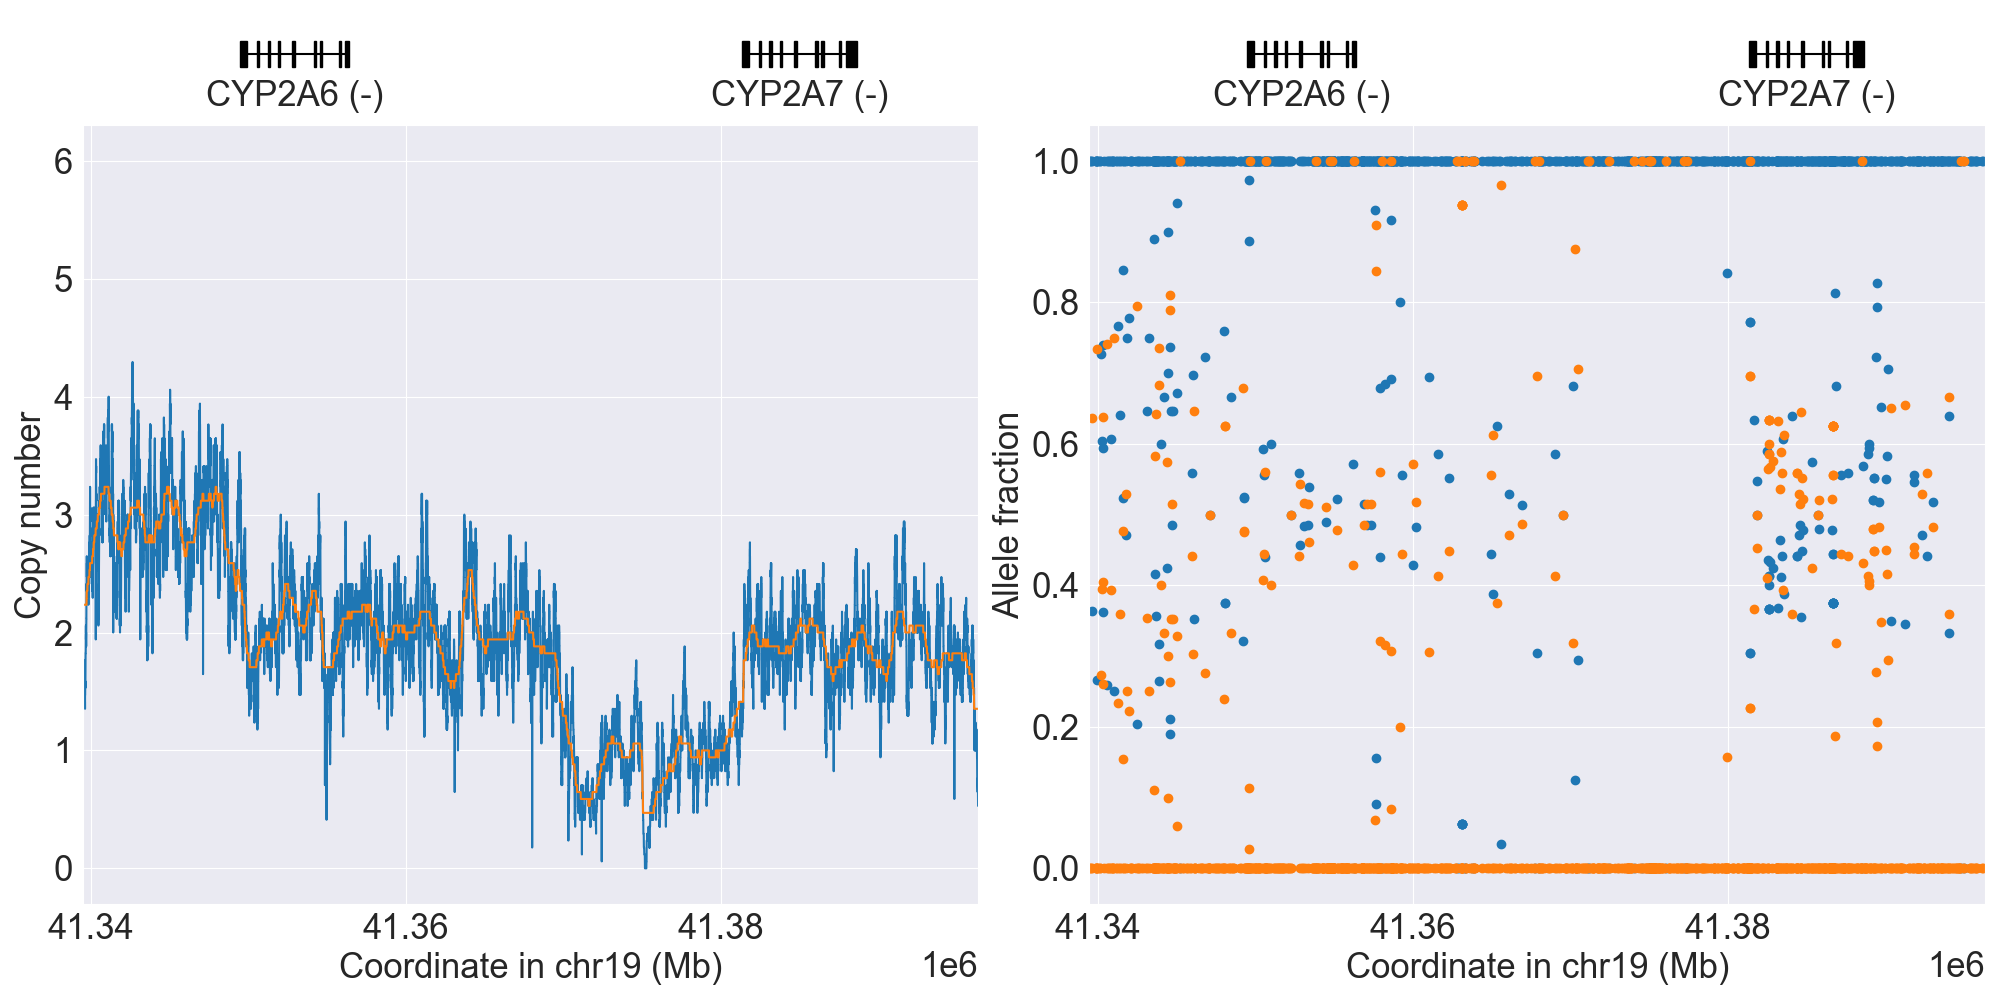 CYP2A6 (-)
CYP2A7 (-)
Copy number
6
5
4
3
2
1
0
41.34
41.36
41.38
Coordinate in chr19 (Mb)
1e6
CYP2A6 (-)
CYP2A7 (-)
Allele fraction
1.0
0.8
0.6
0.4
0.2
0.0
41.34
41.36
41.38
Coordinate in chr19 (Mb)
1e6